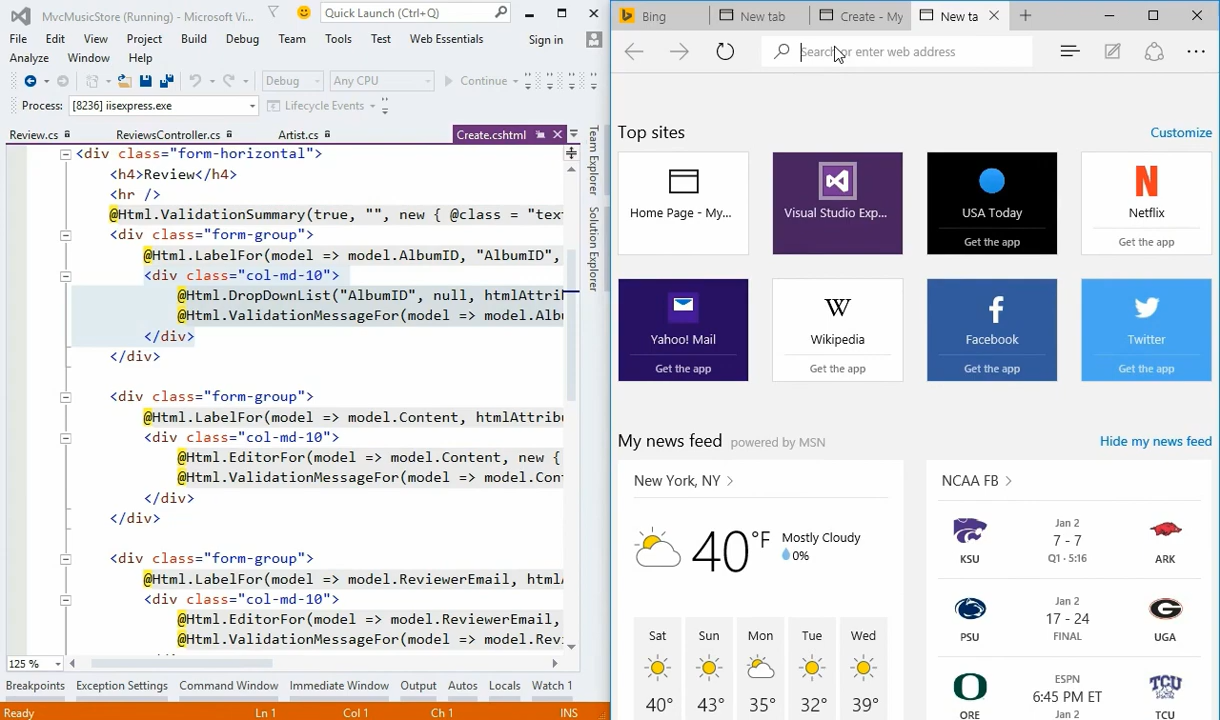 MvcMusicStore (Running) - Microsoft Vi...
Quick Launch (Ctrl+Q)
File Edit View Project Build Debug Team Tools Test Web Essentials Sign in
Analyze Window Help
Debug Any CPU Continue
Process: [8236] iisexpress.exe Lifecycle Events
Review.cs ReviewsController.cs Artist.cs Create.cshtml
<div class="form-horizontal">
<h4>Review</h4>
<hr />
@Html.ValidationSummary(true, "", new { @class = "tex
<div class="form-group">
@Html.LabelFor(model => model.AlbumID, "AlbumID",
<div class="col-md-10">
@Html.DropDownList("AlbumID", null, htmlAttri
@Html.ValidationMessageFor(model => model.Alb
</div>
</div>
<div class="form-group">
@Html.LabelFor(model => model.Content, htmlAttribu
<div class="col-md-10">
@Html.EditorFor(model => model.Content, new {
@Html.ValidationMessageFor(model => model.Con
</div>
</div>
<div class="form-group">
@Html.LabelFor(model => model.ReviewerEmail, htmlA
<div class="col-md-10">
@Html.EditorFor(model => model.ReviewerEmail,
@Html.ValidationMessageFor(model => model.Rev
125 %
Breakpoints Exception Settings Command Window Immediate Window Output Autos Locals Watch 1
Ready Ln 1 Col 1 Ch 1 INS
Team Explorer
Solution Explorer
Bing New tab Create - My New ta
Search or enter web address
Top sites Customize
Home Page - My...
Visual Studio Exp...
USA Today
Get the app
Netflix
Get the app
Yahoo! Mail
Get the app
Wikipedia
Get the app
Facebook
Get the app
Twitter
Get the app
My news feed powered by MSN Hide my news feed
New York, NY
40°F
Mostly Cloudy
0%
Sat Sun Mon Tue Wed
40° 43° 35° 32° 39°
NCAA FB
Jan 2
7 - 7
KSU Q1 - 5:16 ARK
Jan 2
17 - 24
PSU FINAL UGA
ESPN
6:45 PM ET
ORE Jan 2 TCU